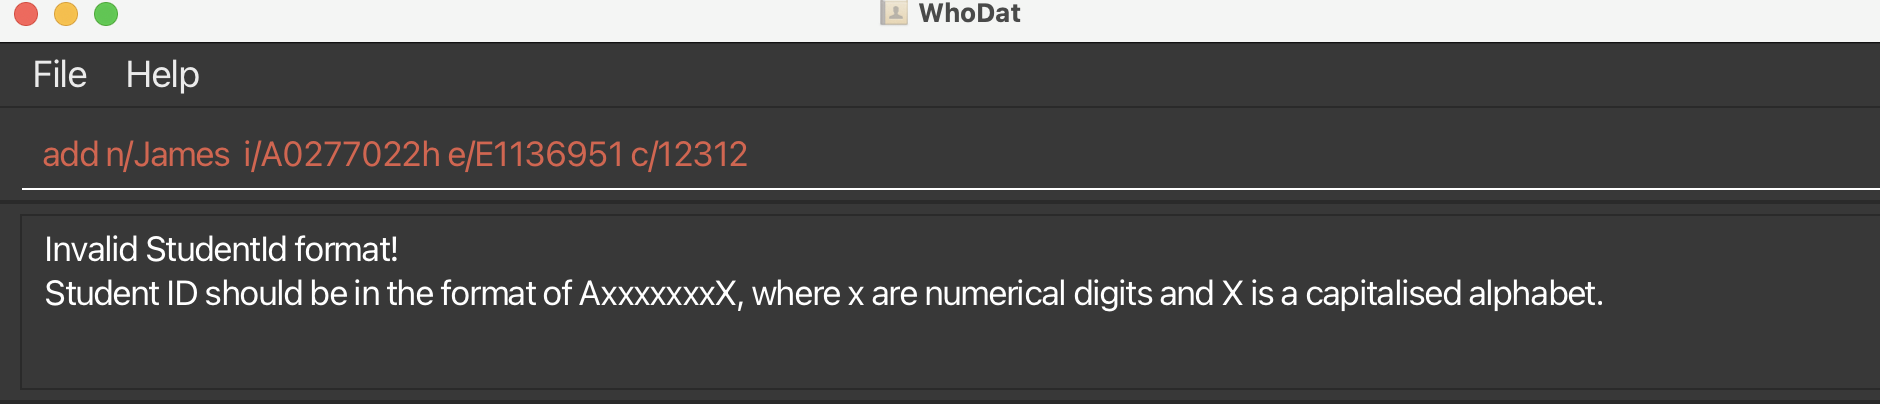 WhoDat
File Help
add n/James  i/A0277022h e/E1136951 c/12312
Invalid StudentId format!
Student ID should be in the format of AxxxxxxxX, where x are numerical digits and X is a capitalised alphabet.